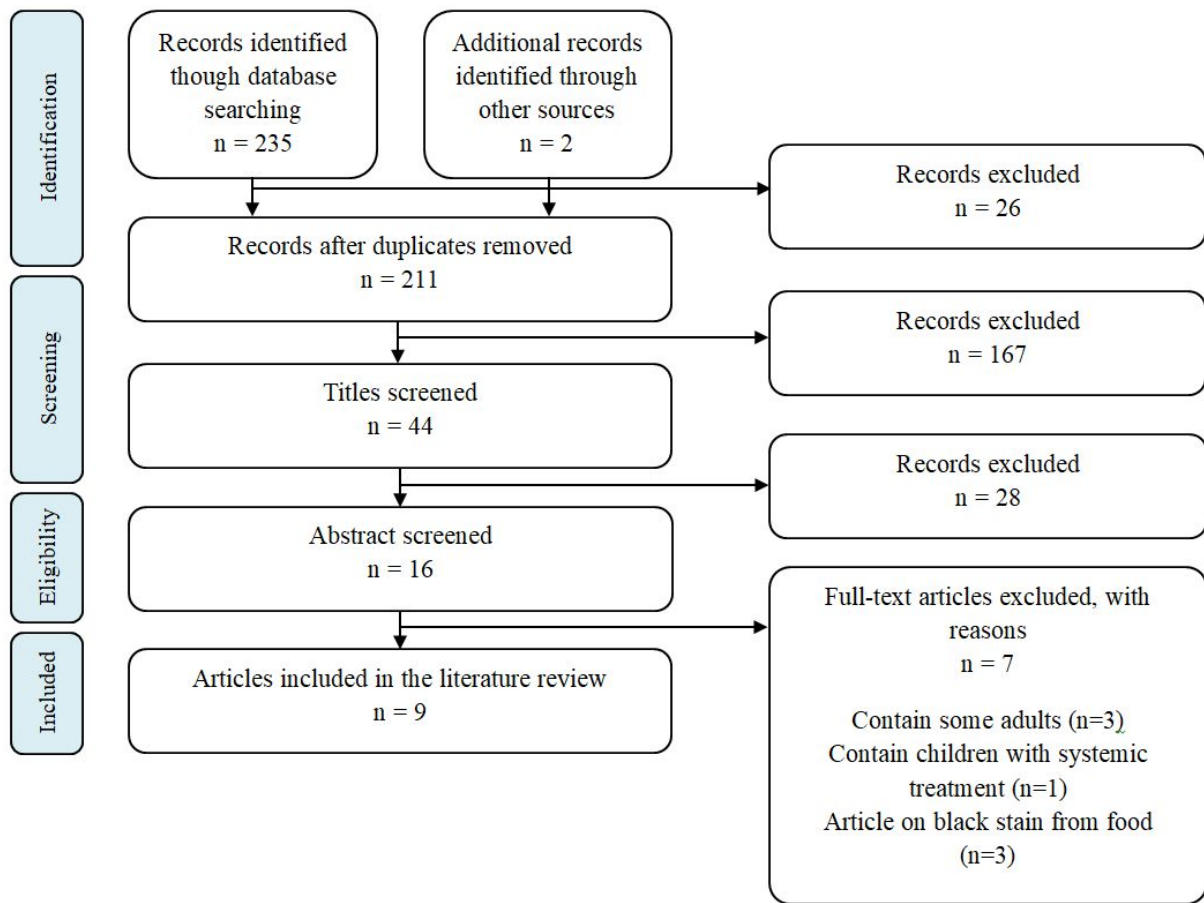 Identification
Records identified
though database
searching
n = 235
Additional records
identified through
other sources
n = 2
Records excluded
n = 26
Records after duplicates removed
n = 211
Screening
Records excluded
n = 167
Titles screened
n = 44
Records excluded
n = 28
Eligibility
Abstract screened
n = 16
Full-text articles excluded, with
reasons
n = 7
Contain some adults (n=3)
Contain children with systemic
treatment (n=1)
Article on black stain from food
(n=3)
Included
Articles included in the literature review
n = 9